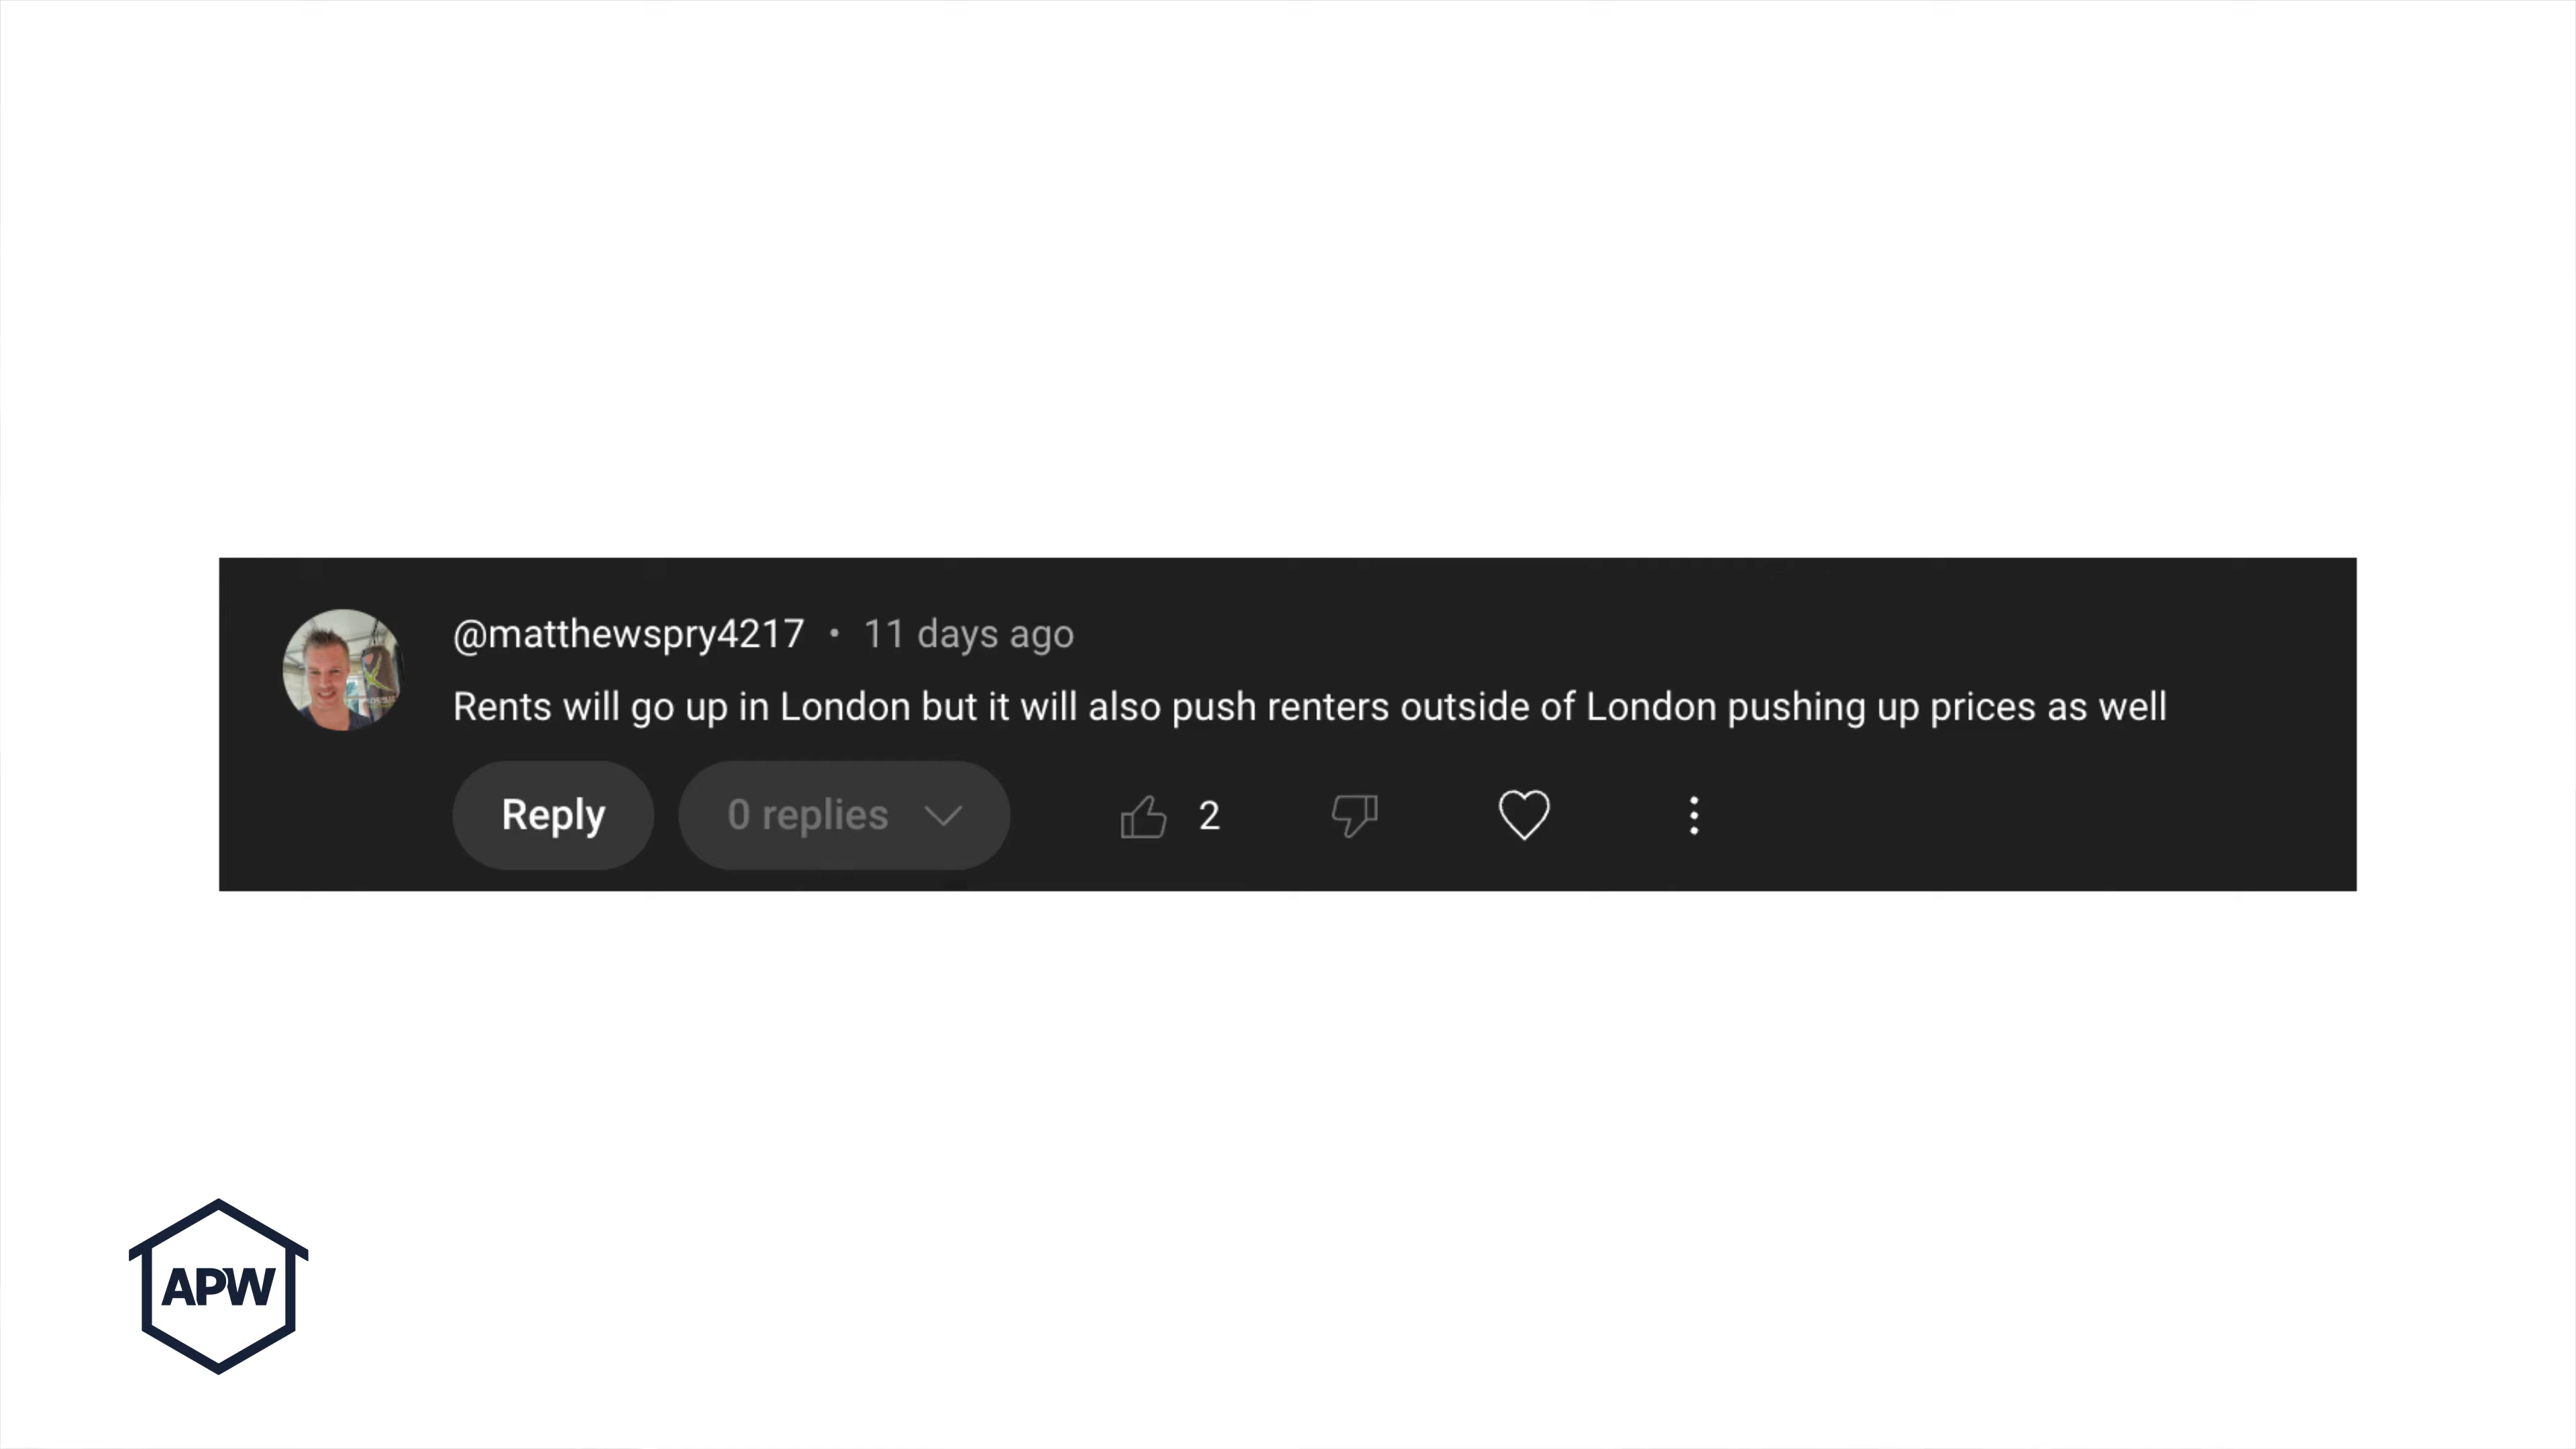 @matthewspry4217 • 11 days ago
Rents will go up in London but it will also push renters outside of London pushing up prices as well
Reply 0 replies 2
APW